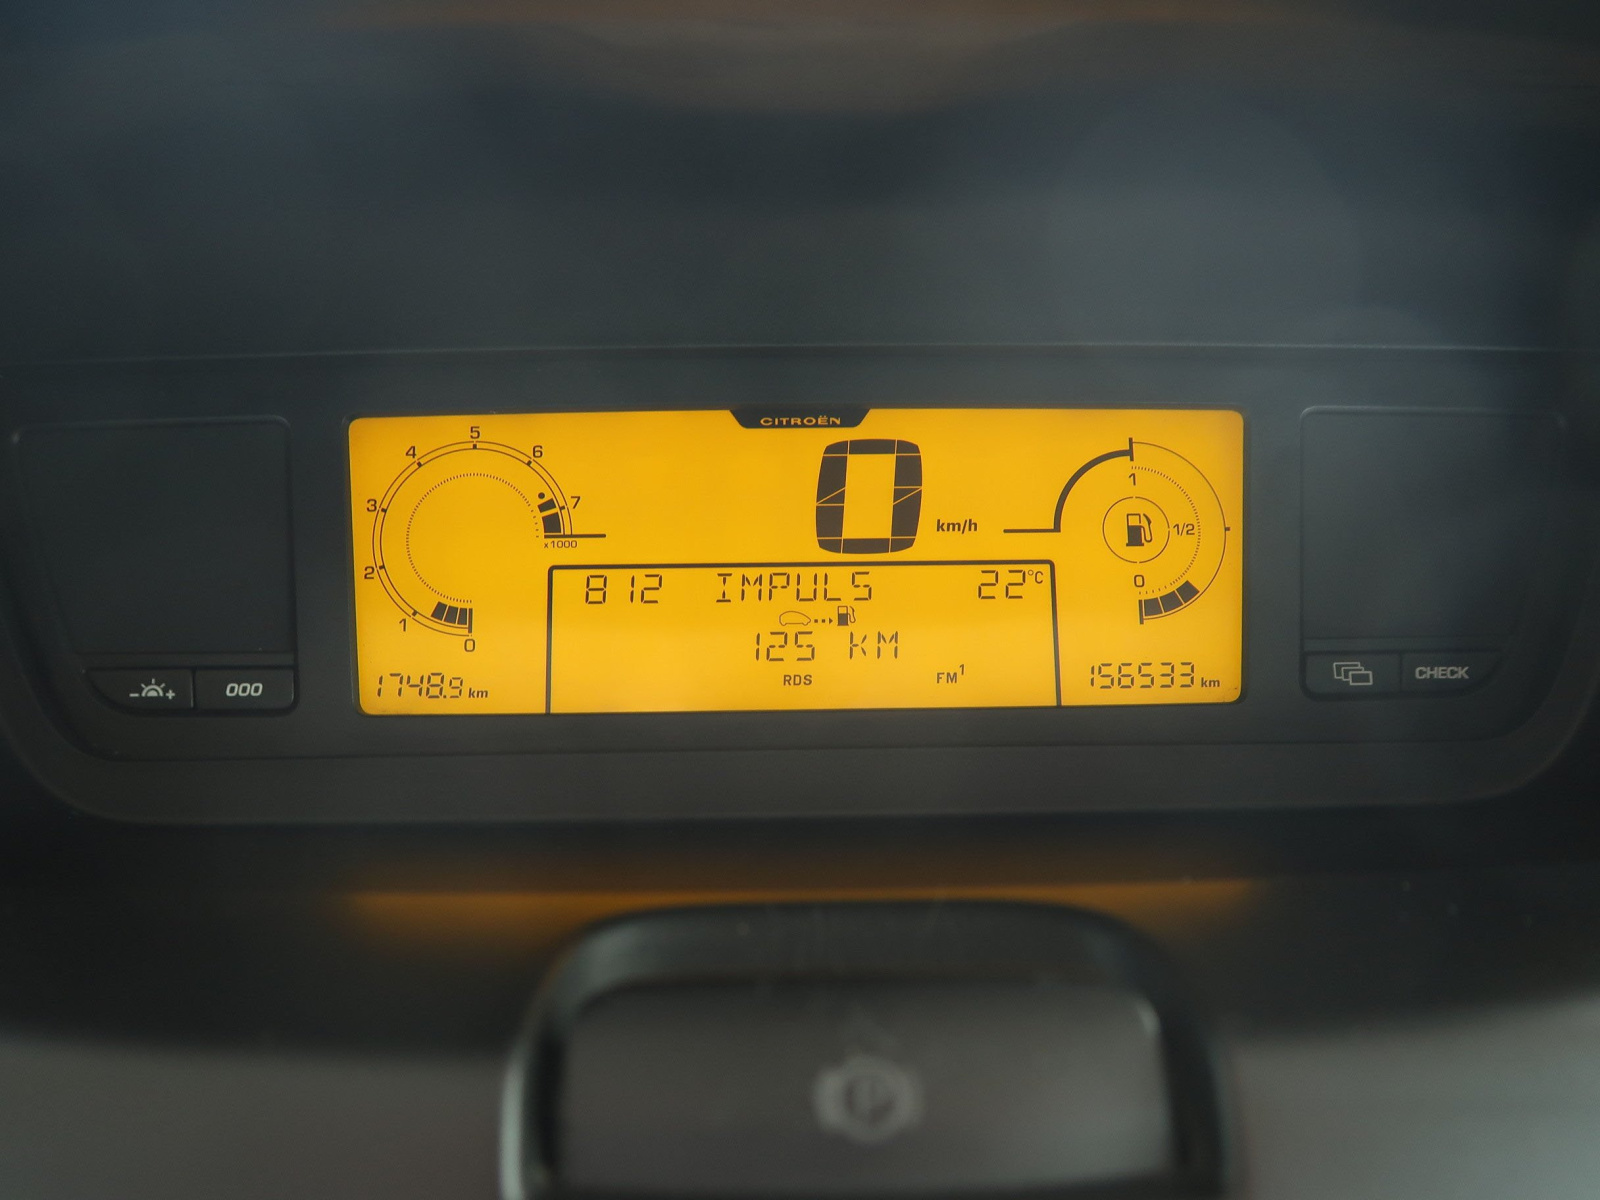 CITROËN
5
4
6
3
7
x1000
2
1
0
0
km/h
1
1/2
0
812 IMPULS 22°C
125 KM
RDS FM1
1748.9 km
156533 km
000
CHECK